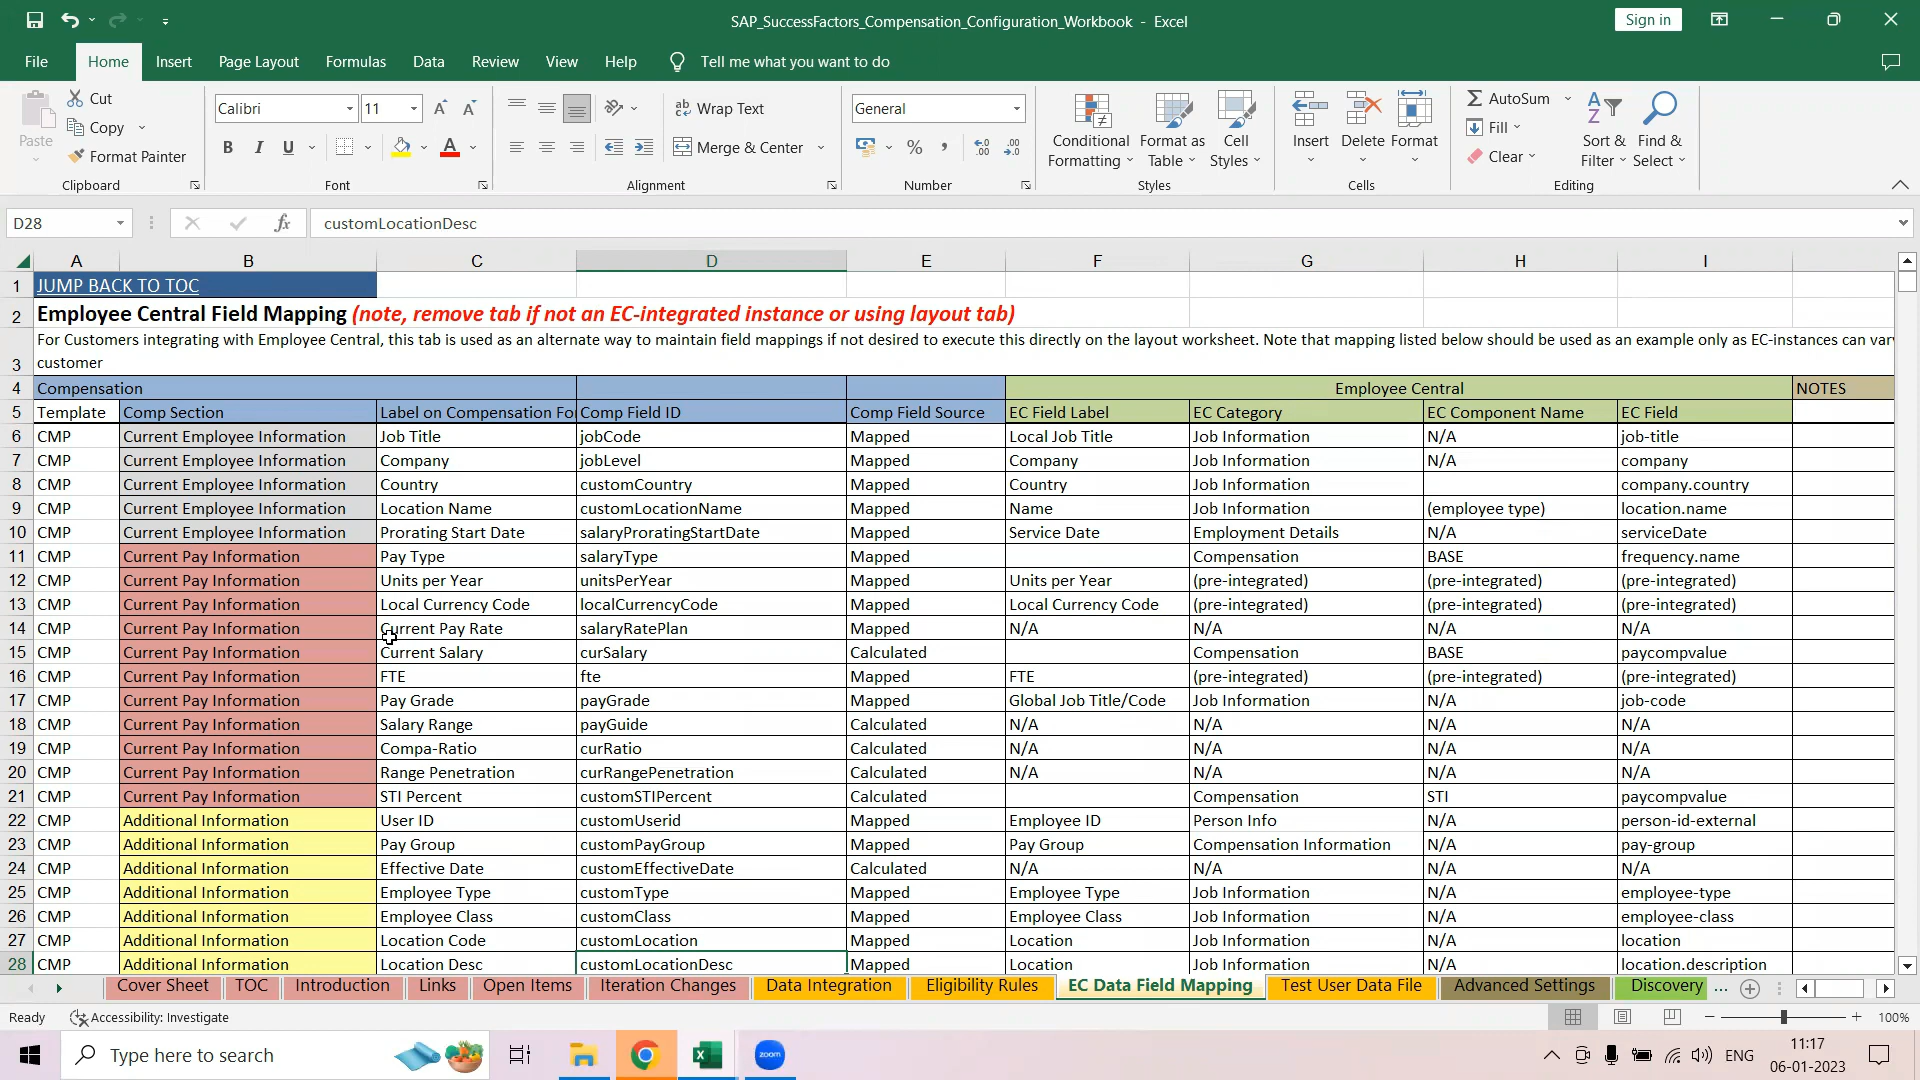 SAP_SuccessFactors_Compensation_Configuration_Workbook - Excel
Sign in
File Home Insert Page Layout Formulas Data Review View Help Tell me what you want to do
Paste
Cut
Copy
Format Painter
Calibri 11
B I U
Wrap Text
Merge & Center
General
Conditional Formatting
Format as Table
Cell Styles
Insert
Delete
Format
AutoSum
Fill
Clear
Sort & Filter
Find & Select
Clipboard Font Alignment Number Styles Cells Editing
D28 fx customLocationDesc
A B C D E F G H I
1 JUMP BACK TO TOC
2 Employee Central Field Mapping (note, remove tab if not an EC-integrated instance or using layout tab)
For Customers integrating with Employee Central, this tab is used as an alternate way to maintain field mappings if not desired to execute this directly on the layout worksheet. Note that mapping listed below should be used as an example only as EC-instances can vary
3 customer
4 Compensation Employee Central NOTES
5 Template Comp Section Label on Compensation For Comp Field ID Comp Field Source EC Field Label EC Category EC Component Name EC Field
6 CMP Current Employee Information Job Title jobCode Mapped Local Job Title Job Information N/A job-title
7 CMP Current Employee Information Company jobLevel Mapped Company Job Information N/A company
8 CMP Current Employee Information Country customCountry Mapped Country Job Information company.country
9 CMP Current Employee Information Location Name customLocationName Mapped Name Job Information (employee type) location.name
10 CMP Current Employee Information Prorating Start Date salaryProratingStartDate Mapped Service Date Employment Details N/A serviceDate
11 CMP Current Pay Information Pay Type salaryType Mapped Compensation BASE frequency.name
12 CMP Current Pay Information Units per Year unitsPerYear Mapped Units per Year (pre-integrated) (pre-integrated) (pre-integrated)
13 CMP Current Pay Information Local Currency Code localCurrencyCode Mapped Local Currency Code (pre-integrated) (pre-integrated) (pre-integrated)
14 CMP Current Pay Information Current Pay Rate salaryRatePlan Mapped N/A N/A N/A N/A
15 CMP Current Pay Information Current Salary curSalary Calculated Compensation BASE paycompvalue
16 CMP Current Pay Information FTE fte Mapped FTE (pre-integrated) (pre-integrated) (pre-integrated)
17 CMP Current Pay Information Pay Grade payGrade Mapped Global Job Title/Code Job Information N/A job-code
18 CMP Current Pay Information Salary Range payGuide Calculated N/A N/A N/A N/A
19 CMP Current Pay Information Compa-Ratio curRatio Calculated N/A N/A N/A N/A
20 CMP Current Pay Information Range Penetration curRangePenetration Calculated N/A N/A N/A N/A
21 CMP Current Pay Information STI Percent customSTIPercent Calculated Compensation STI paycompvalue
22 CMP Additional Information User ID customUserid Mapped Employee ID Person Info N/A person-id-external
23 CMP Additional Information Pay Group customPayGroup Mapped Pay Group Compensation Information N/A pay-group
24 CMP Additional Information Effective Date customEffectiveDate Calculated N/A N/A N/A N/A
25 CMP Additional Information Employee Type customType Mapped Employee Type Job Information N/A employee-type
26 CMP Additional Information Employee Class customClass Mapped Employee Class Job Information N/A employee-class
27 CMP Additional Information Location Code customLocation Mapped Location Job Information N/A location
28 CMP Additional Information Location Desc customLocationDesc Mapped Location Job Information N/A location.description
Cover Sheet TOC Introduction Links Open Items Iteration Changes Data Integration Eligibility Rules EC Data Field Mapping Test User Data File Advanced Settings Discovery ...
Ready Accessibility: Investigate 100%
Type here to search
zoom
ENG
11:17
06-01-2023